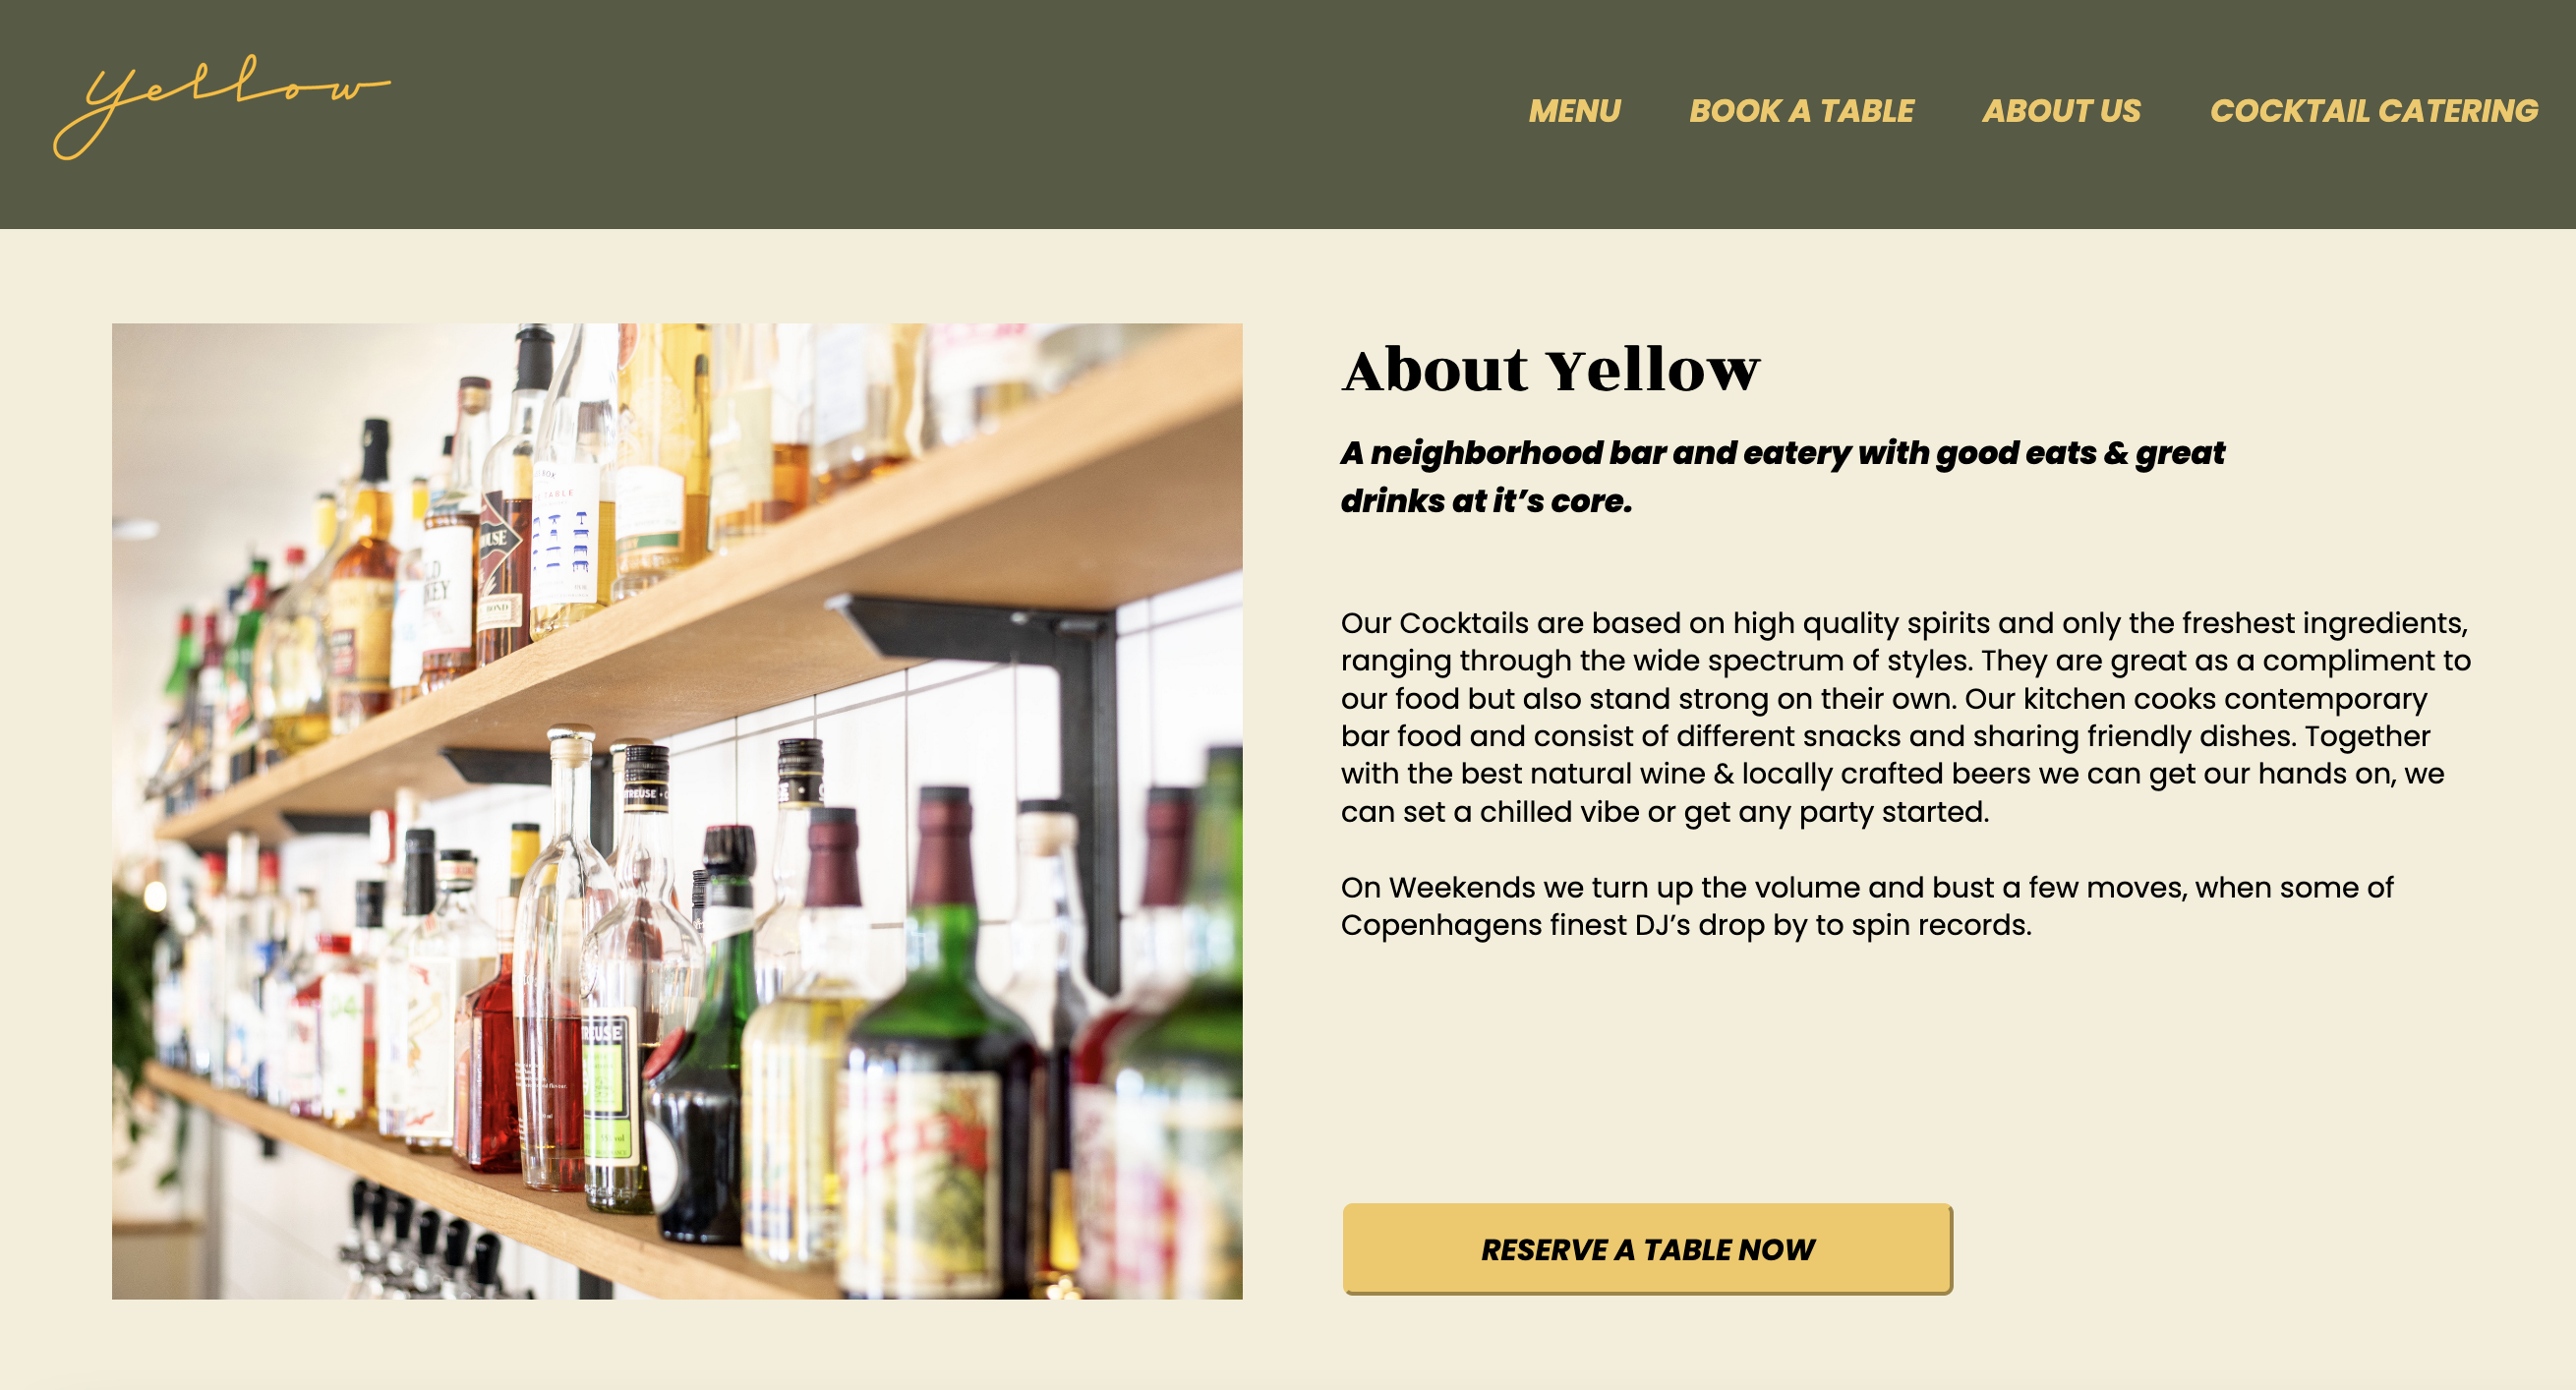 yellow
MENU BOOK A TABLE ABOUT US COCKTAIL CATERING
About Yellow
A neighborhood bar and eatery with good eats & great
drinks at it’s core.
Our Cocktails are based on high quality spirits and only the freshest ingredients,
ranging through the wide spectrum of styles. They are great as a compliment to
our food but also stand strong on their own. Our kitchen cooks contemporary
bar food and consist of different snacks and sharing friendly dishes. Together
with the best natural wine & locally crafted beers we can get our hands on, we
can set a chilled vibe or get any party started.
On Weekends we turn up the volume and bust a few moves, when some of
Copenhagens finest DJ’s drop by to spin records.
RESERVE A TABLE NOW